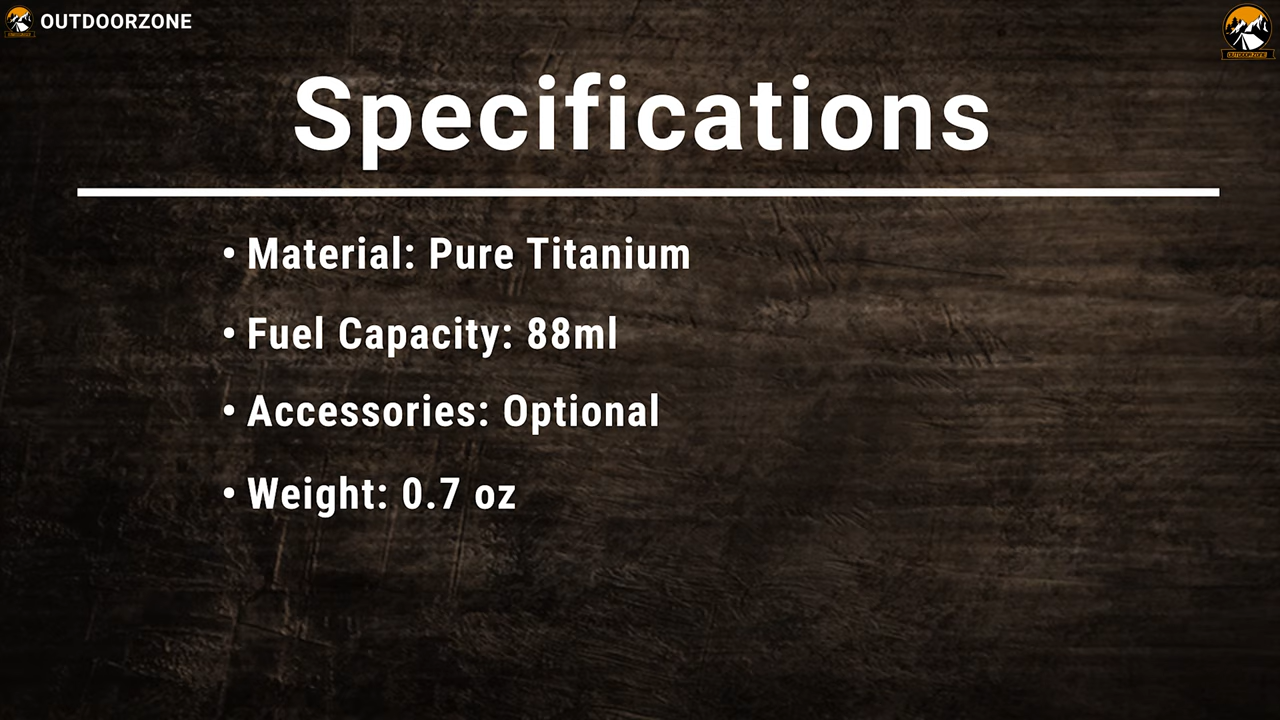 OUTDOORZONE
Specifications
• Material: Pure Titanium
• Fuel Capacity: 88ml
• Accessories: Optional
• Weight: 0.7 oz